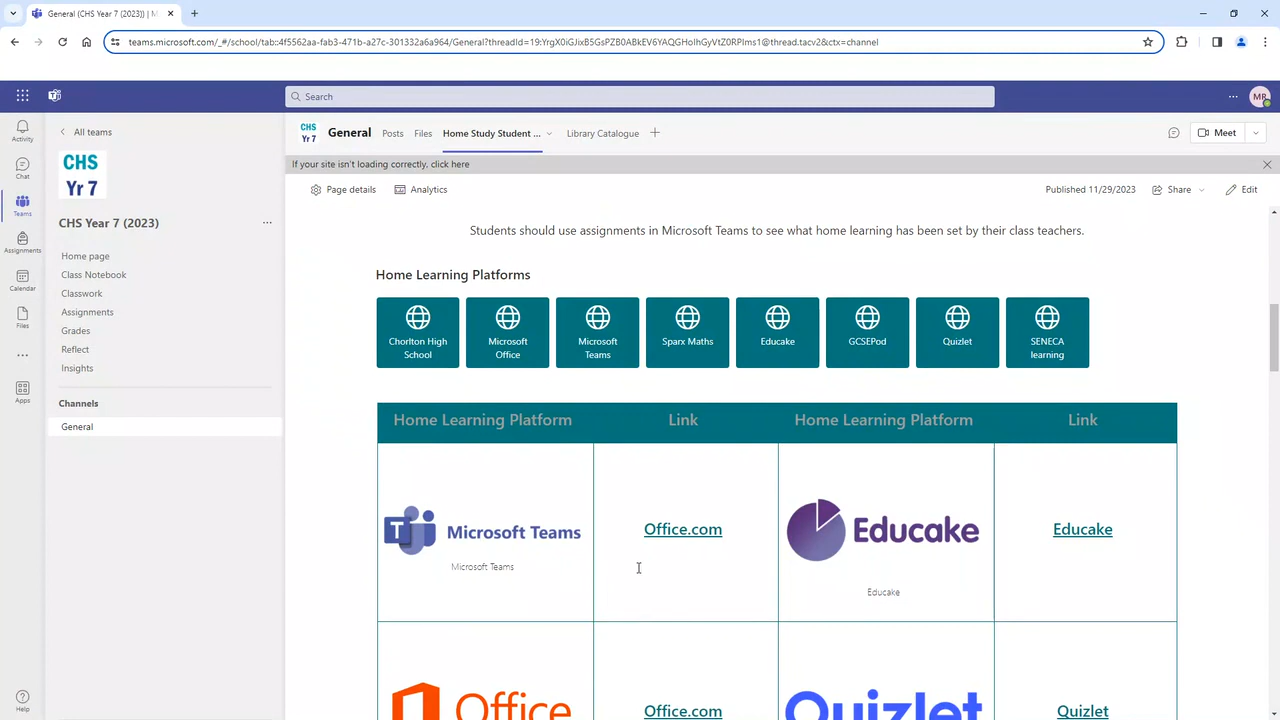 General (CHS Year 7 (2023)) | M
teams.microsoft.com/_#/school/tab::4f5562aa-fab3-471b-a27c-301332a6a964/General?threadId=19:YrgX0iGJixB5GsPZB0ABkEV6YAQGHoIhGyVtZ0RPIms1@thread.tacv2&ctx=channel
Search
MR
Activity
Chat
Teams
Assignments
Calendar
Files
Apps
Help
All teams
CHS
Yr 7
CHS Year 7 (2023)
Home page
Class Notebook
Classwork
Assignments
Grades
Reflect
Insights
Channels
General
CHS
Yr 7
General Posts Files Home Study Student ... Library Catalogue
Meet
If your site isn't loading correctly, click here
Page details Analytics
Published 11/29/2023 Share Edit
Students should use assignments in Microsoft Teams to see what home learning has been set by their class teachers.
Home Learning Platforms
Chorlton High School
Microsoft Office
Microsoft Teams
Sparx Maths
Educake
GCSEPod
Quizlet
SENECA learning
Home Learning Platform Link Home Learning Platform Link
T Microsoft Teams
Microsoft Teams
Office.com
Educake
Educake
Educake
Office
Office.com
Quizlet
Quizlet